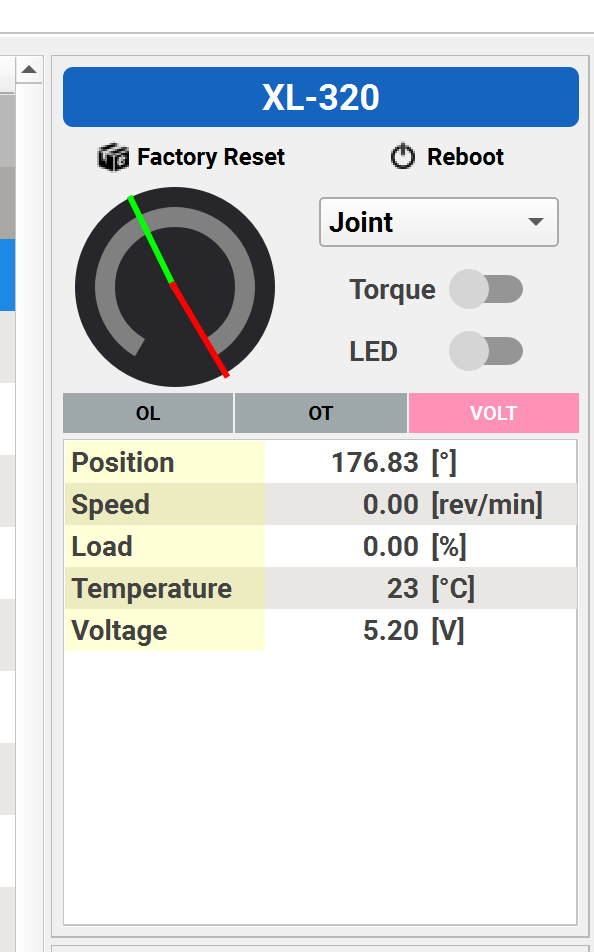 XL-320
Factory Reset Reboot
Joint
Torque
LED
OL OT VOLT
Position 176.83 [°]
Speed 0.00 [rev/min]
Load 0.00 [%]
Temperature 23 [°C]
Voltage 5.20 [V]